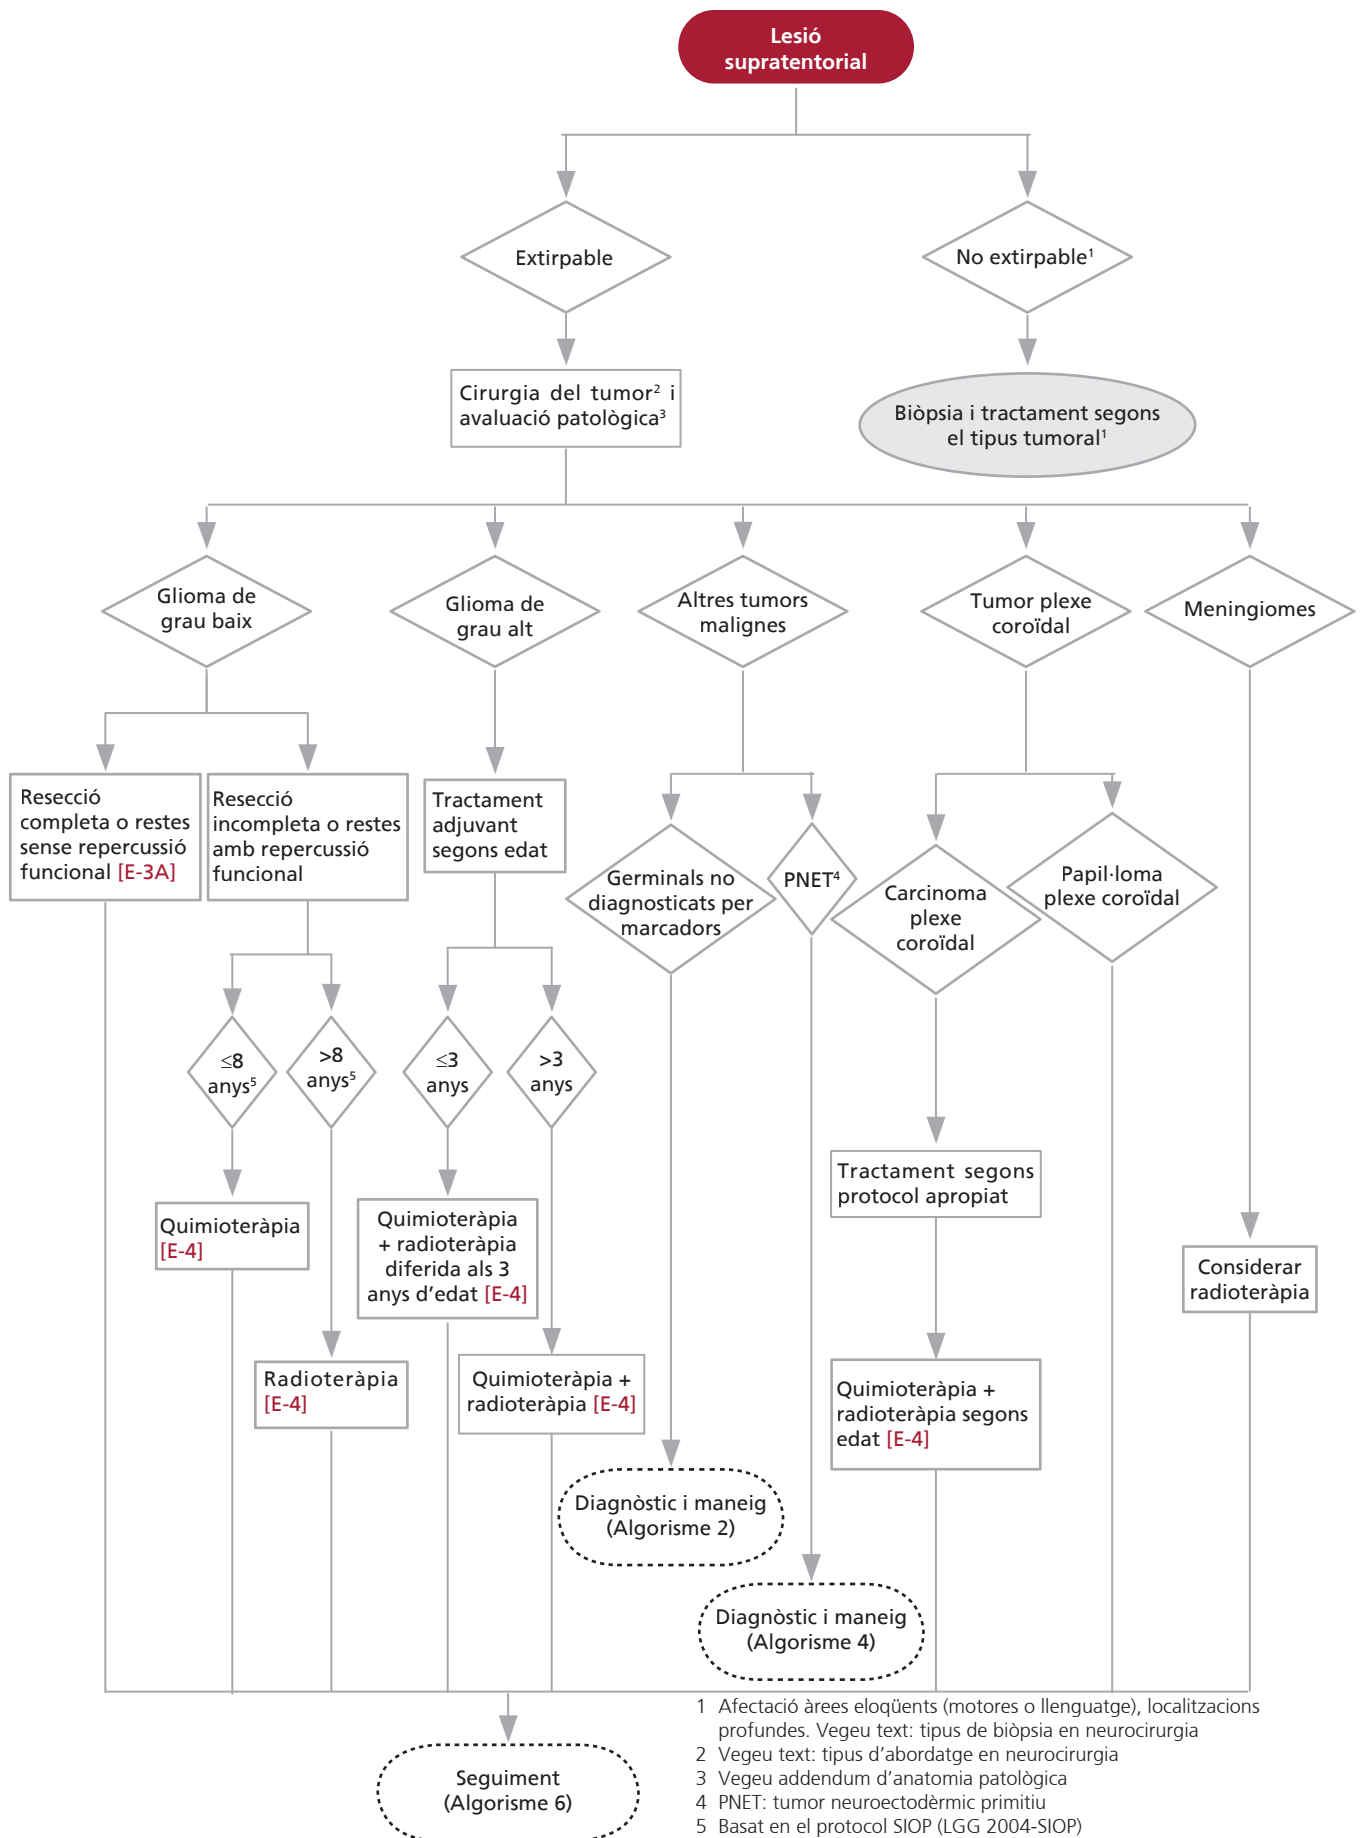 Lesió
supratentorial
Extirpable
No extirpable¹
Cirurgia del tumor² i
avaluació patològica³
Biòpsia i tractament segons
el tipus tumoral¹
Glioma de
grau baix
Glioma de
grau alt
Altres tumors
malignes
Tumor plexe
coroïdal
Meningiomes
Resecció
completa o restes
sense repercussió
funcional [E-3A]
Resecció
incompleta o restes
amb repercussió
funcional
Tractament
adjuvant
segons edat
Germinals no
diagnosticats per
marcadors
PNET⁴
Carcinoma
plexe
coroïdal
Papil·loma
plexe coroïdal
≤8
anys⁵
>8
anys⁵
≤3
anys
>3
anys
Tractament segons
protocol apropiat
Quimioteràpia
[E-4]
Quimioteràpia
+ radioteràpia
diferida als 3
anys d’edat [E-4]
Considerar
radioteràpia
Radioteràpia
[E-4]
Quimioteràpia +
radioteràpia [E-4]
Quimioteràpia +
radioteràpia segons
edat [E-4]
Diagnòstic i maneig
(Algorisme 2)
Diagnòstic i maneig
(Algorisme 4)
Seguiment
(Algorisme 6)
1 Afectació àrees eloqüents (motores o llenguatge), localitzacions
profundes. Vegeu text: tipus de biòpsia en neurocirurgia
2 Vegeu text: tipus d’abordatge en neurocirurgia
3 Vegeu addendum d’anatomia patològica
4 PNET: tumor neuroectodèrmic primitiu
5 Basat en el protocol SIOP (LGG 2004-SIOP)